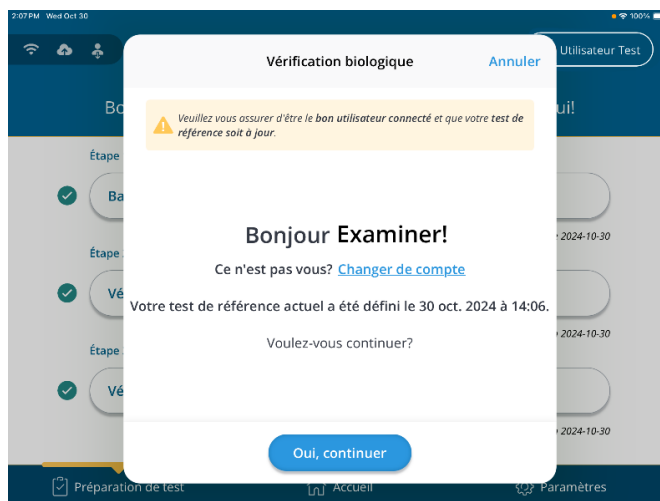 2:07 PM Wed Oct 30
100%
Utilisateur Test
Vérification biologique
Annuler
Bo
ui!
Veuillez vous assurer d'être le bon utilisateur connecté et que votre test de
référence soit à jour.
Étape
Ba
2024-10-30
Bonjour Examiner!
Ce n'est pas vous? Changer de compte
Étape
Vé
Votre test de référence actuel a été défini le 30 oct. 2024 à 14:06.
2024-10-30
Voulez-vous continuer?
Étape
Vé
2024-10-30
Oui, continuer
Préparation de test
Accueil
Paramètres